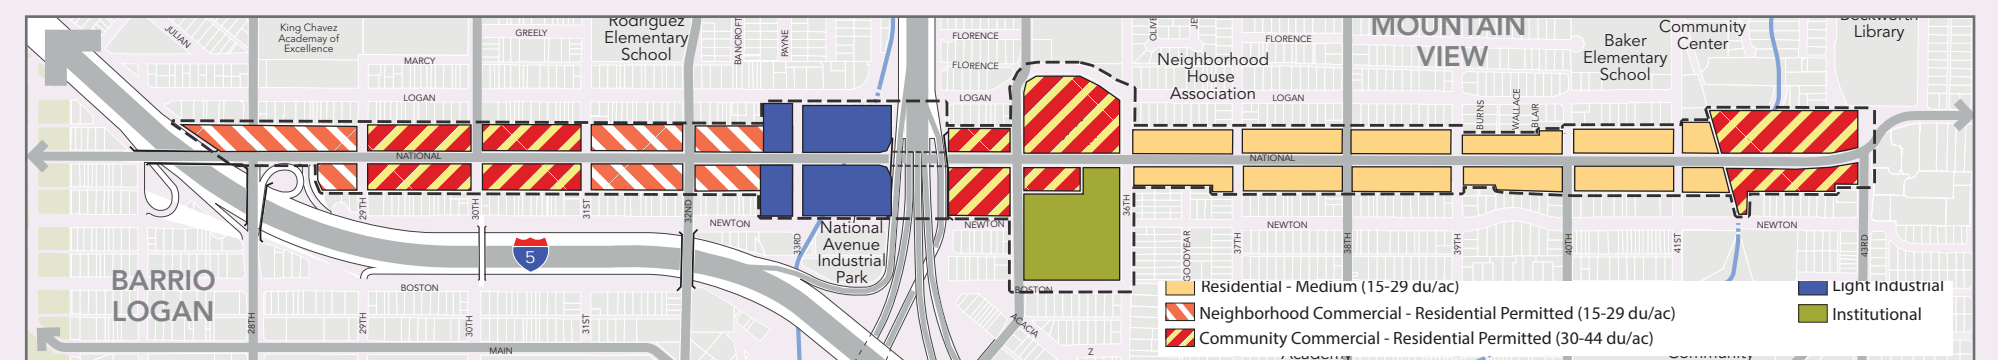 JULIAN
King Chavez
Academay of
Excellence
GREELY
MARCY
LOGAN
Rodriguez
Elementary
School
BANCROFT
PAYNE
FLORENCE
FLORENCE
LOGAN
OLIVE
FLORENCE
Neighborhood
House
Association
LOGAN
MOUNTAIN
VIEW
BURNS
WALLACE
BLAIR
Baker
Elementary
School
Community
Center
Beckworth
Library
NATIONAL
NATIONAL
29TH
30TH
31ST
32ND
NEWTON
33RD
National
Avenue
Industrial
Park
NEWTON
36TH
GOODYEAR
37TH
NEWTON
38TH
39TH
40TH
41ST
NEWTON
43RD
5
BARRIO
LOGAN
BOSTON
BOSTON
28TH
29TH
30TH
31ST
MAIN
ACACIA
Z
Residential - Medium (15-29 du/ac)
Neighborhood Commercial - Residential Permitted (15-29 du/ac)
Community Commercial - Residential Permitted (30-44 du/ac)
Light Industrial
Institutional
Academy
Community